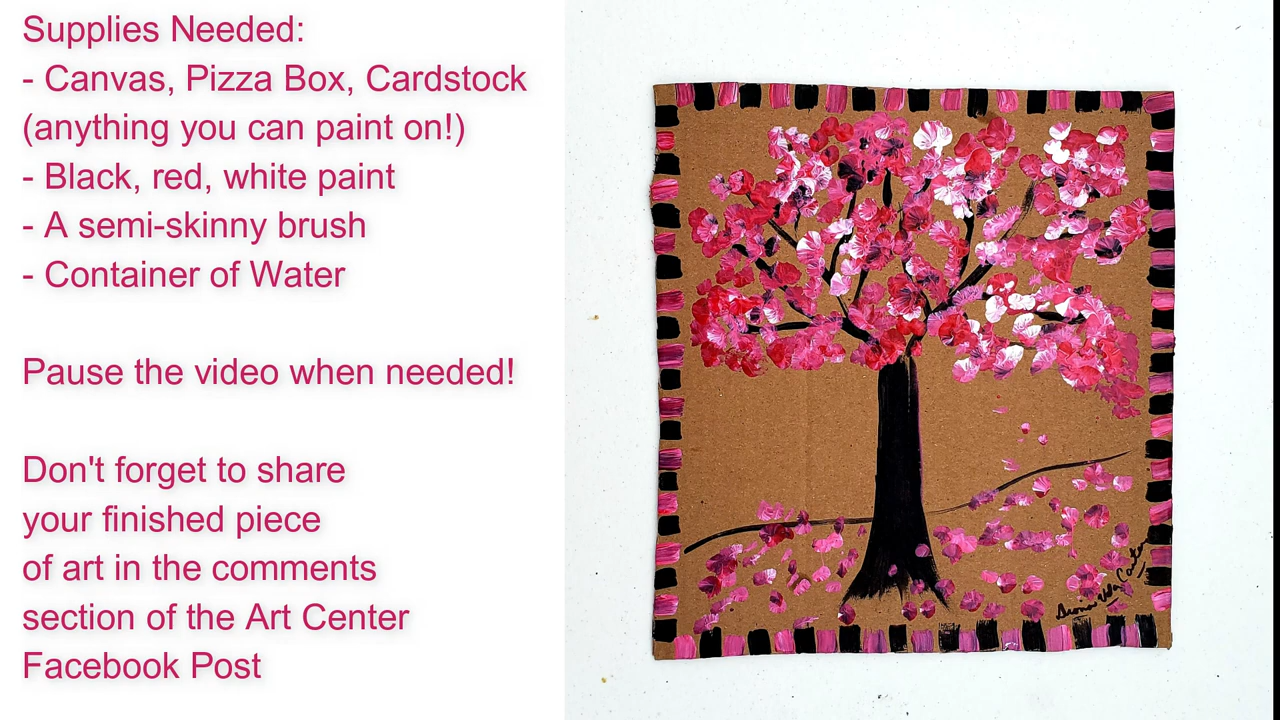 Supplies Needed:
- Canvas, Pizza Box, Cardstock
(anything you can paint on!)
- Black, red, white paint
- A semi-skinny brush
- Container of Water
Pause the video when needed!
Don't forget to share
your finished piece
of art in the comments
section of the Art Center
Facebook Post